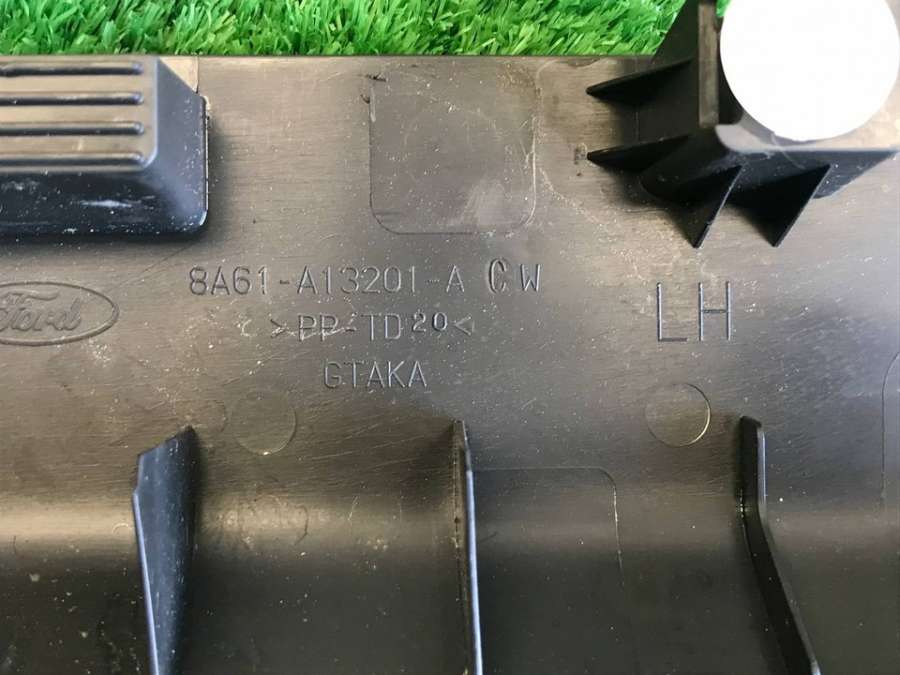 8A61-A13201-A CW
Ford
>PP-TD20<
LH
GTAKA